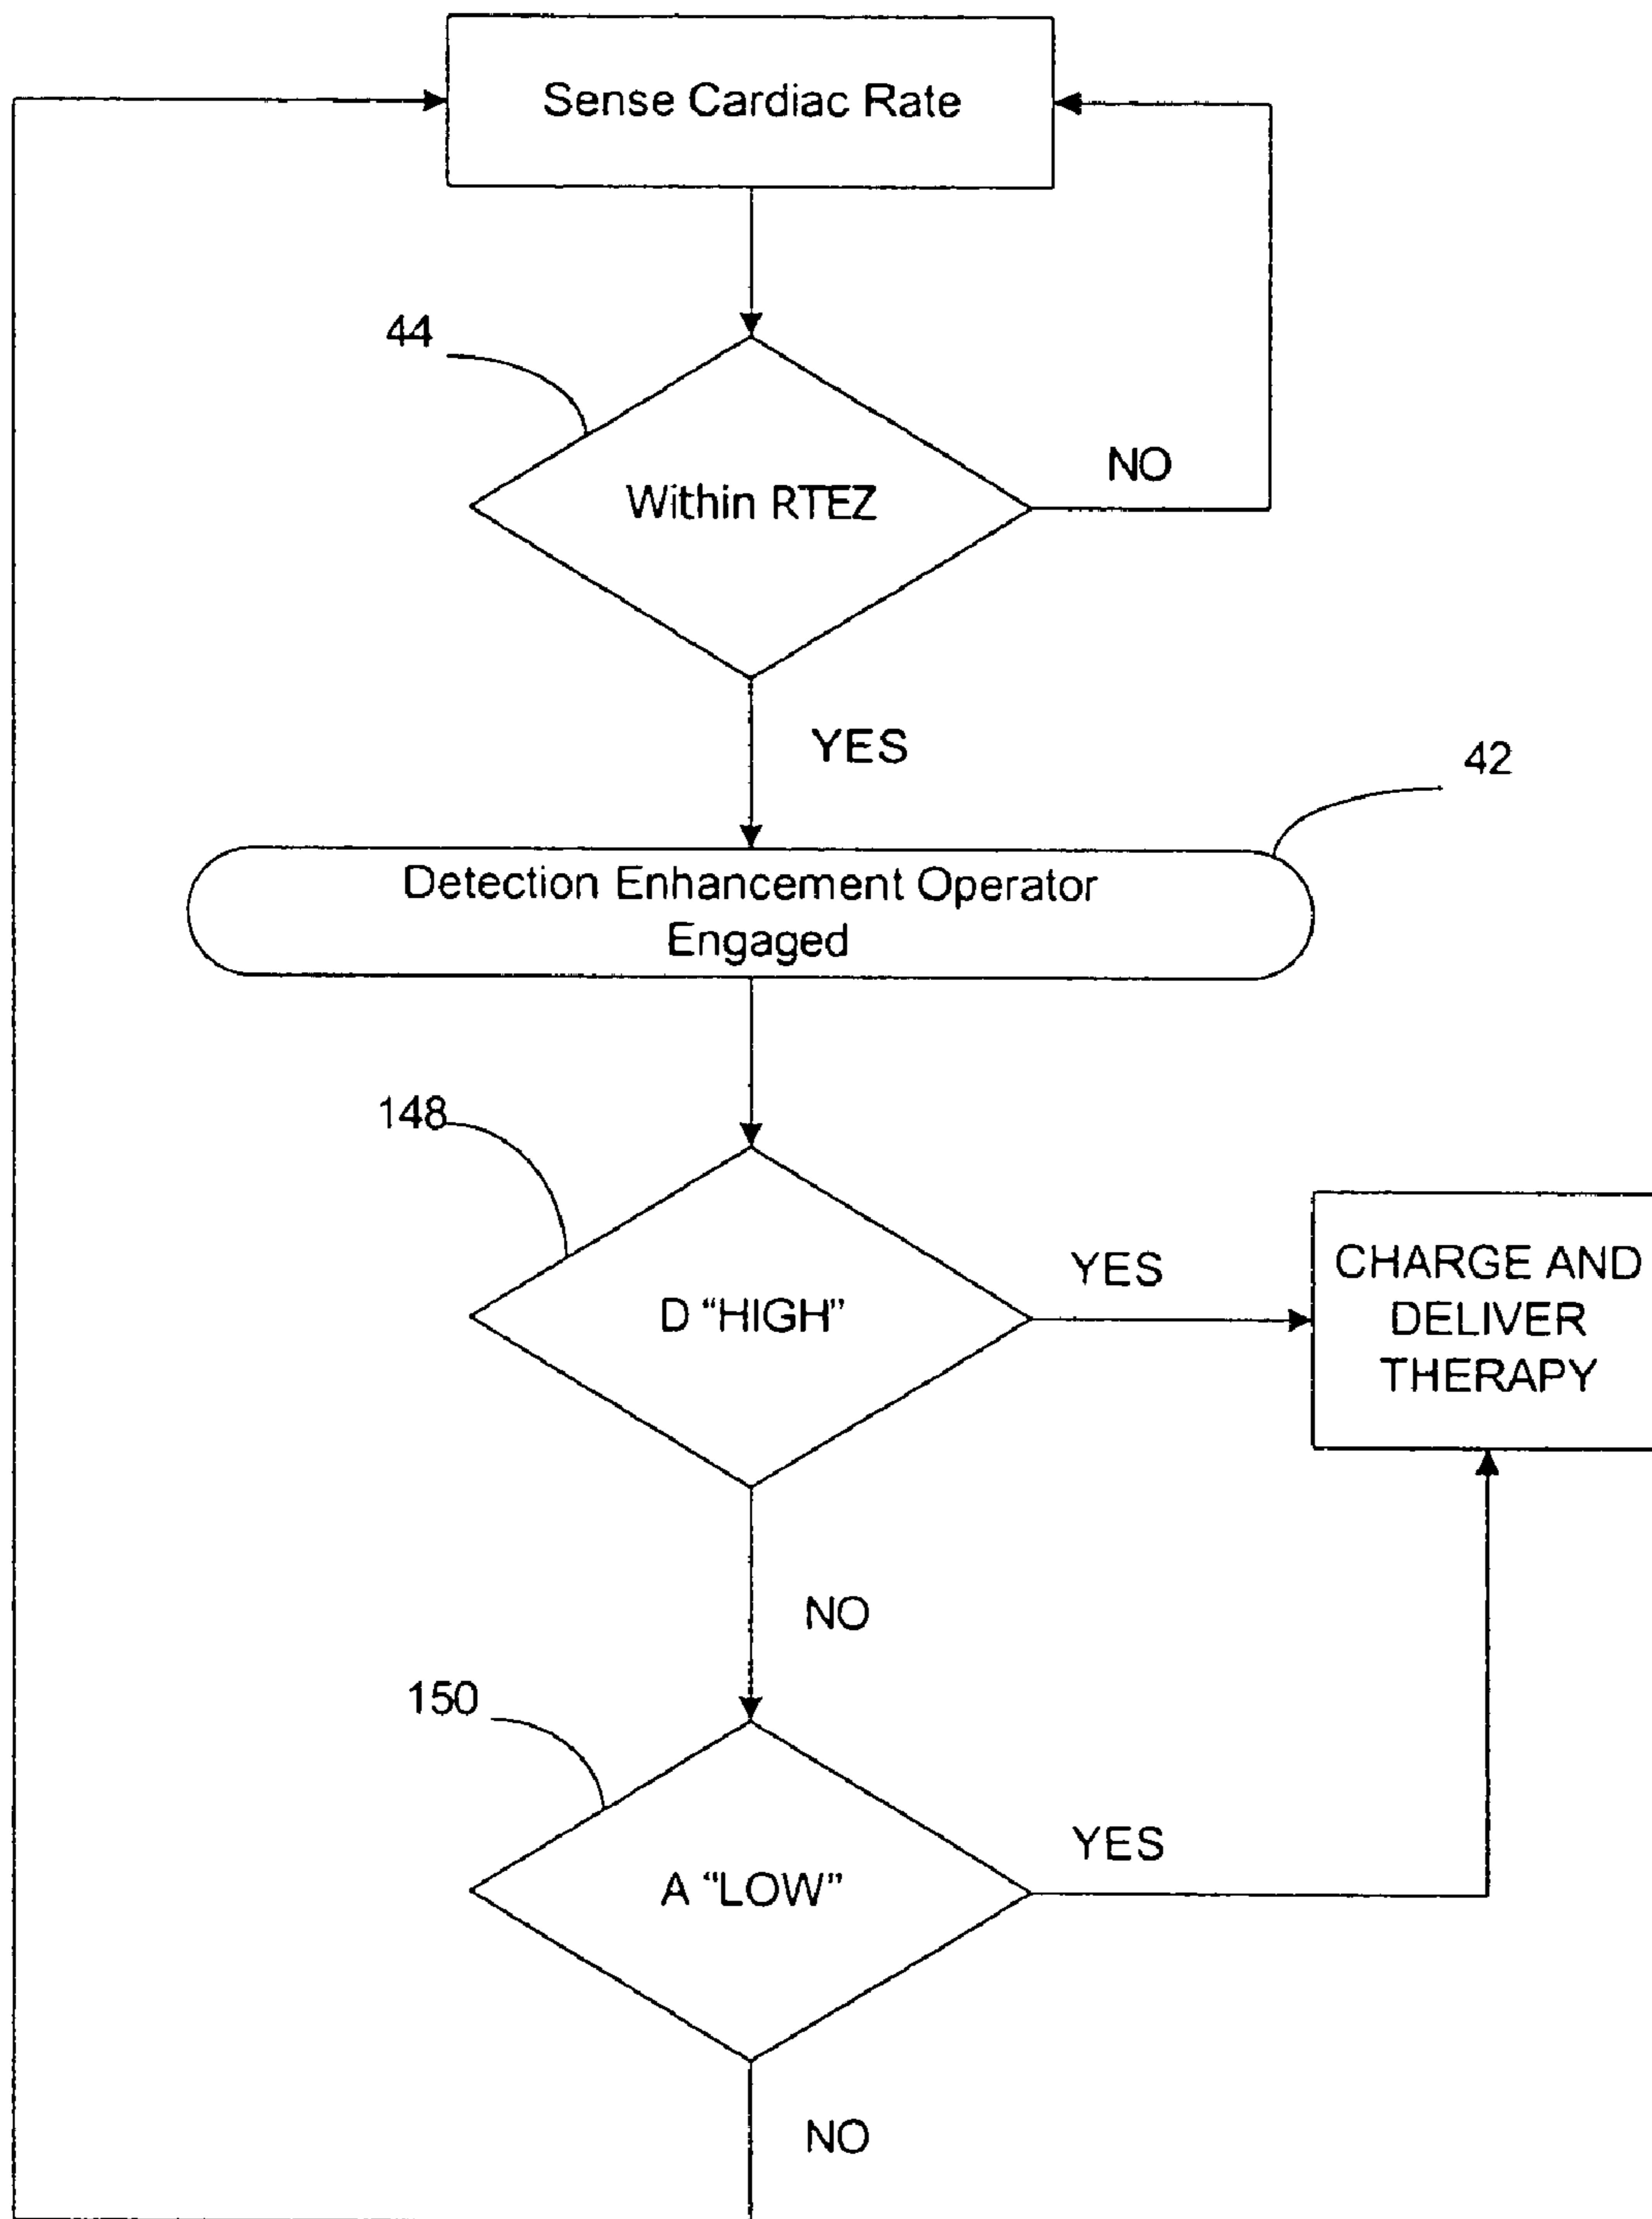 Sense Cardiac Rate
44
NO
Within RTEZ
YES
42
Detection Enhancement Operator
Engaged
148
YES
D “HIGH”
CHARGE AND
DELIVER
THERAPY
NO
150
YES
A “LOW”
NO